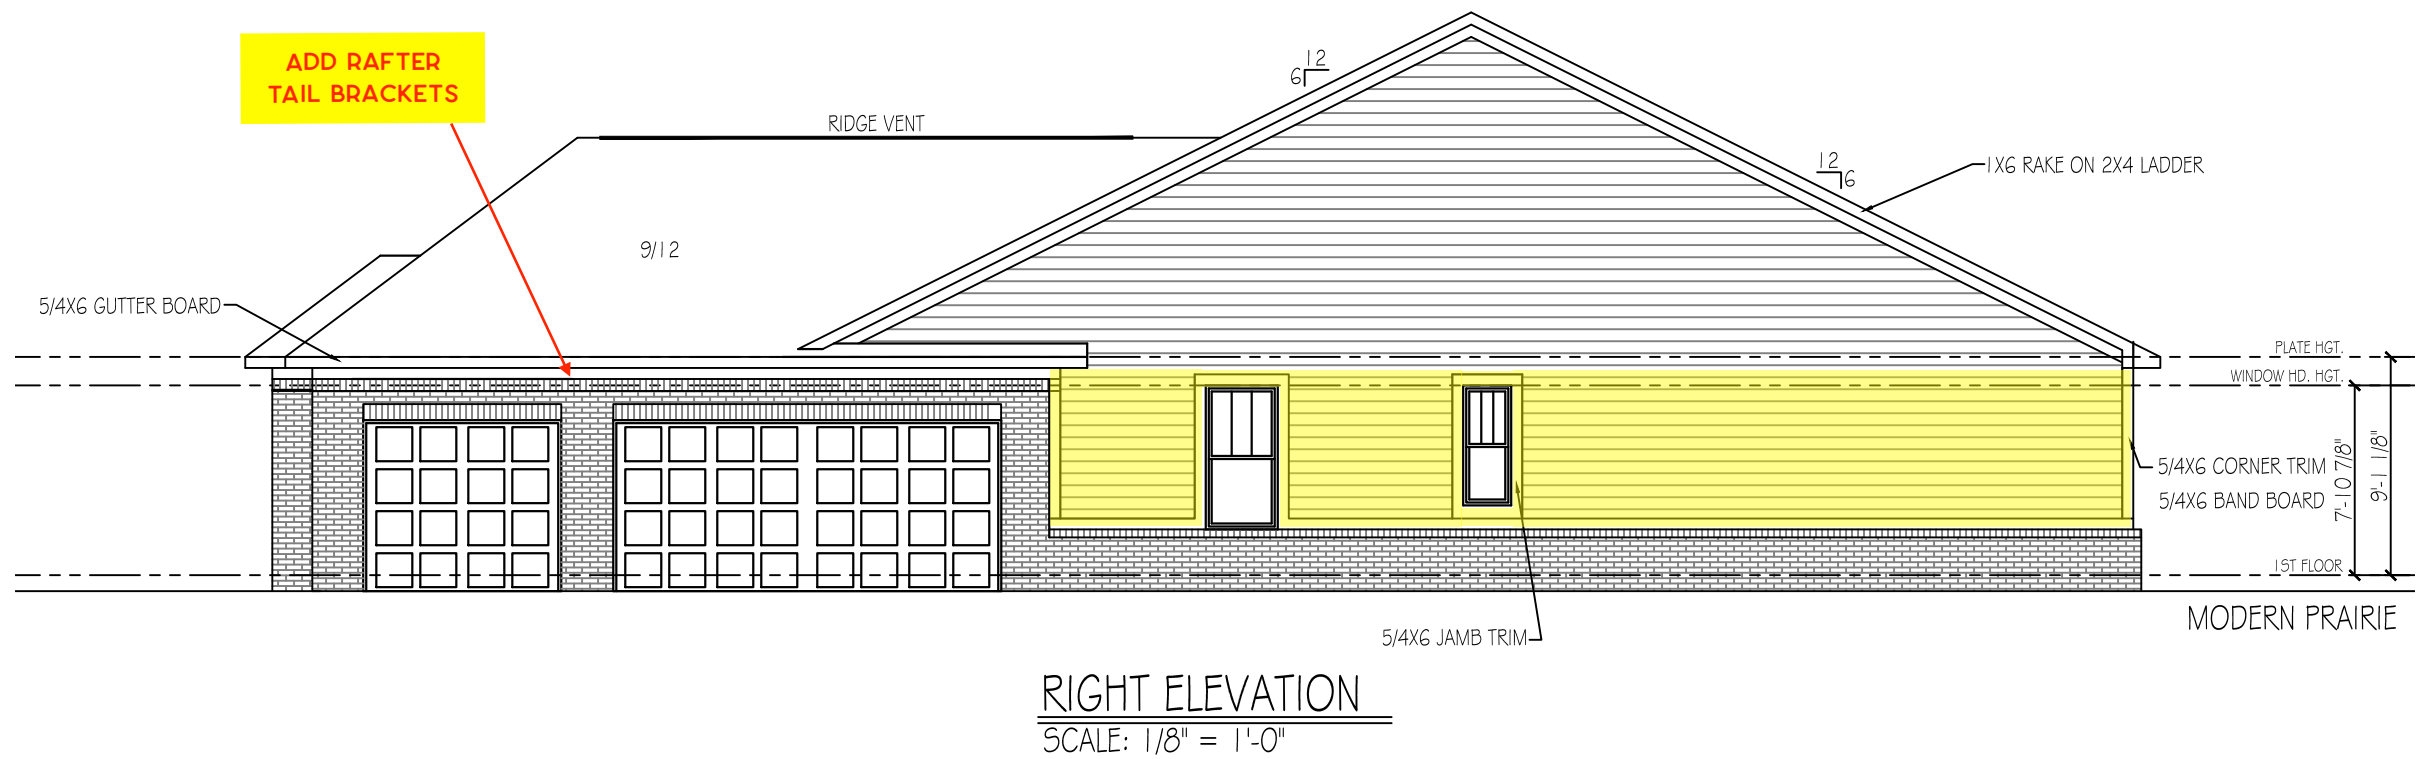 ADD RAFTER
TAIL BRACKETS
12
6
RIDGE VENT
12
6
1X6 RAKE ON 2X4 LADDER
9/12
5/4X6 GUTTER BOARD
PLATE HGT.
WINDOW HD. HGT.
5/4X6 CORNER TRIM
5/4X6 BAND BOARD
7'-10 7/8"
9'-1 1/8"
1ST FLOOR
MODERN PRAIRIE
5/4X6 JAMB TRIM
RIGHT ELEVATION
SCALE: 1/8" = 1'-0"